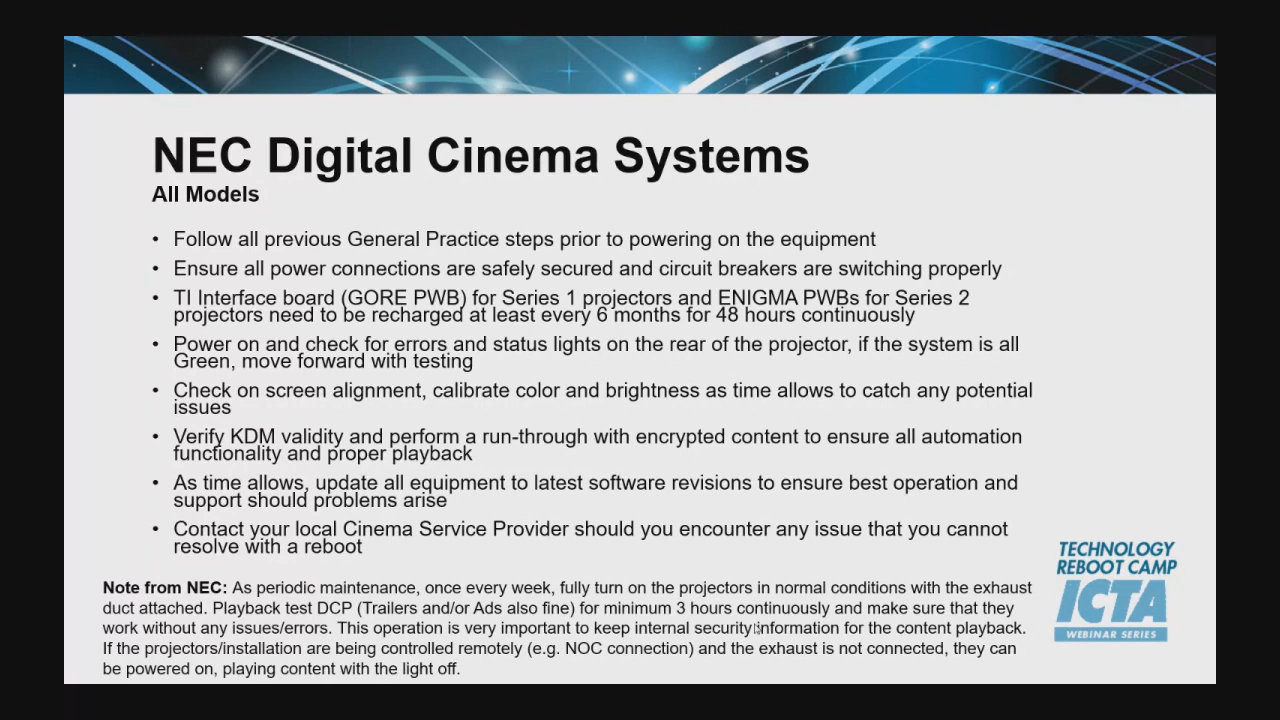 NEC Digital Cinema Systems
All Models
• Follow all previous General Practice steps prior to powering on the equipment
• Ensure all power connections are safely secured and circuit breakers are switching properly
• TI Interface board (GORE PWB) for Series 1 projectors and ENIGMA PWBs for Series 2
projectors need to be recharged at least every 6 months for 48 hours continuously
• Power on and check for errors and status lights on the rear of the projector, if the system is all
Green, move forward with testing
• Check on screen alignment, calibrate color and brightness as time allows to catch any potential
issues
• Verify KDM validity and perform a run-through with encrypted content to ensure all automation
functionality and proper playback
• As time allows, update all equipment to latest software revisions to ensure best operation and
support should problems arise
• Contact your local Cinema Service Provider should you encounter any issue that you cannot
resolve with a reboot
Note from NEC: As periodic maintenance, once every week, fully turn on the projectors in normal conditions with the exhaust
duct attached. Playback test DCP (Trailers and/or Ads also fine) for minimum 3 hours continuously and make sure that they
work without any issues/errors. This operation is very important to keep internal security information for the content playback.
If the projectors/installation are being controlled remotely (e.g. NOC connection) and the exhaust is not connected, they can
be powered on, playing content with the light off.
TECHNOLOGY
REBOOT CAMP
ICTA
WEBINAR SERIES